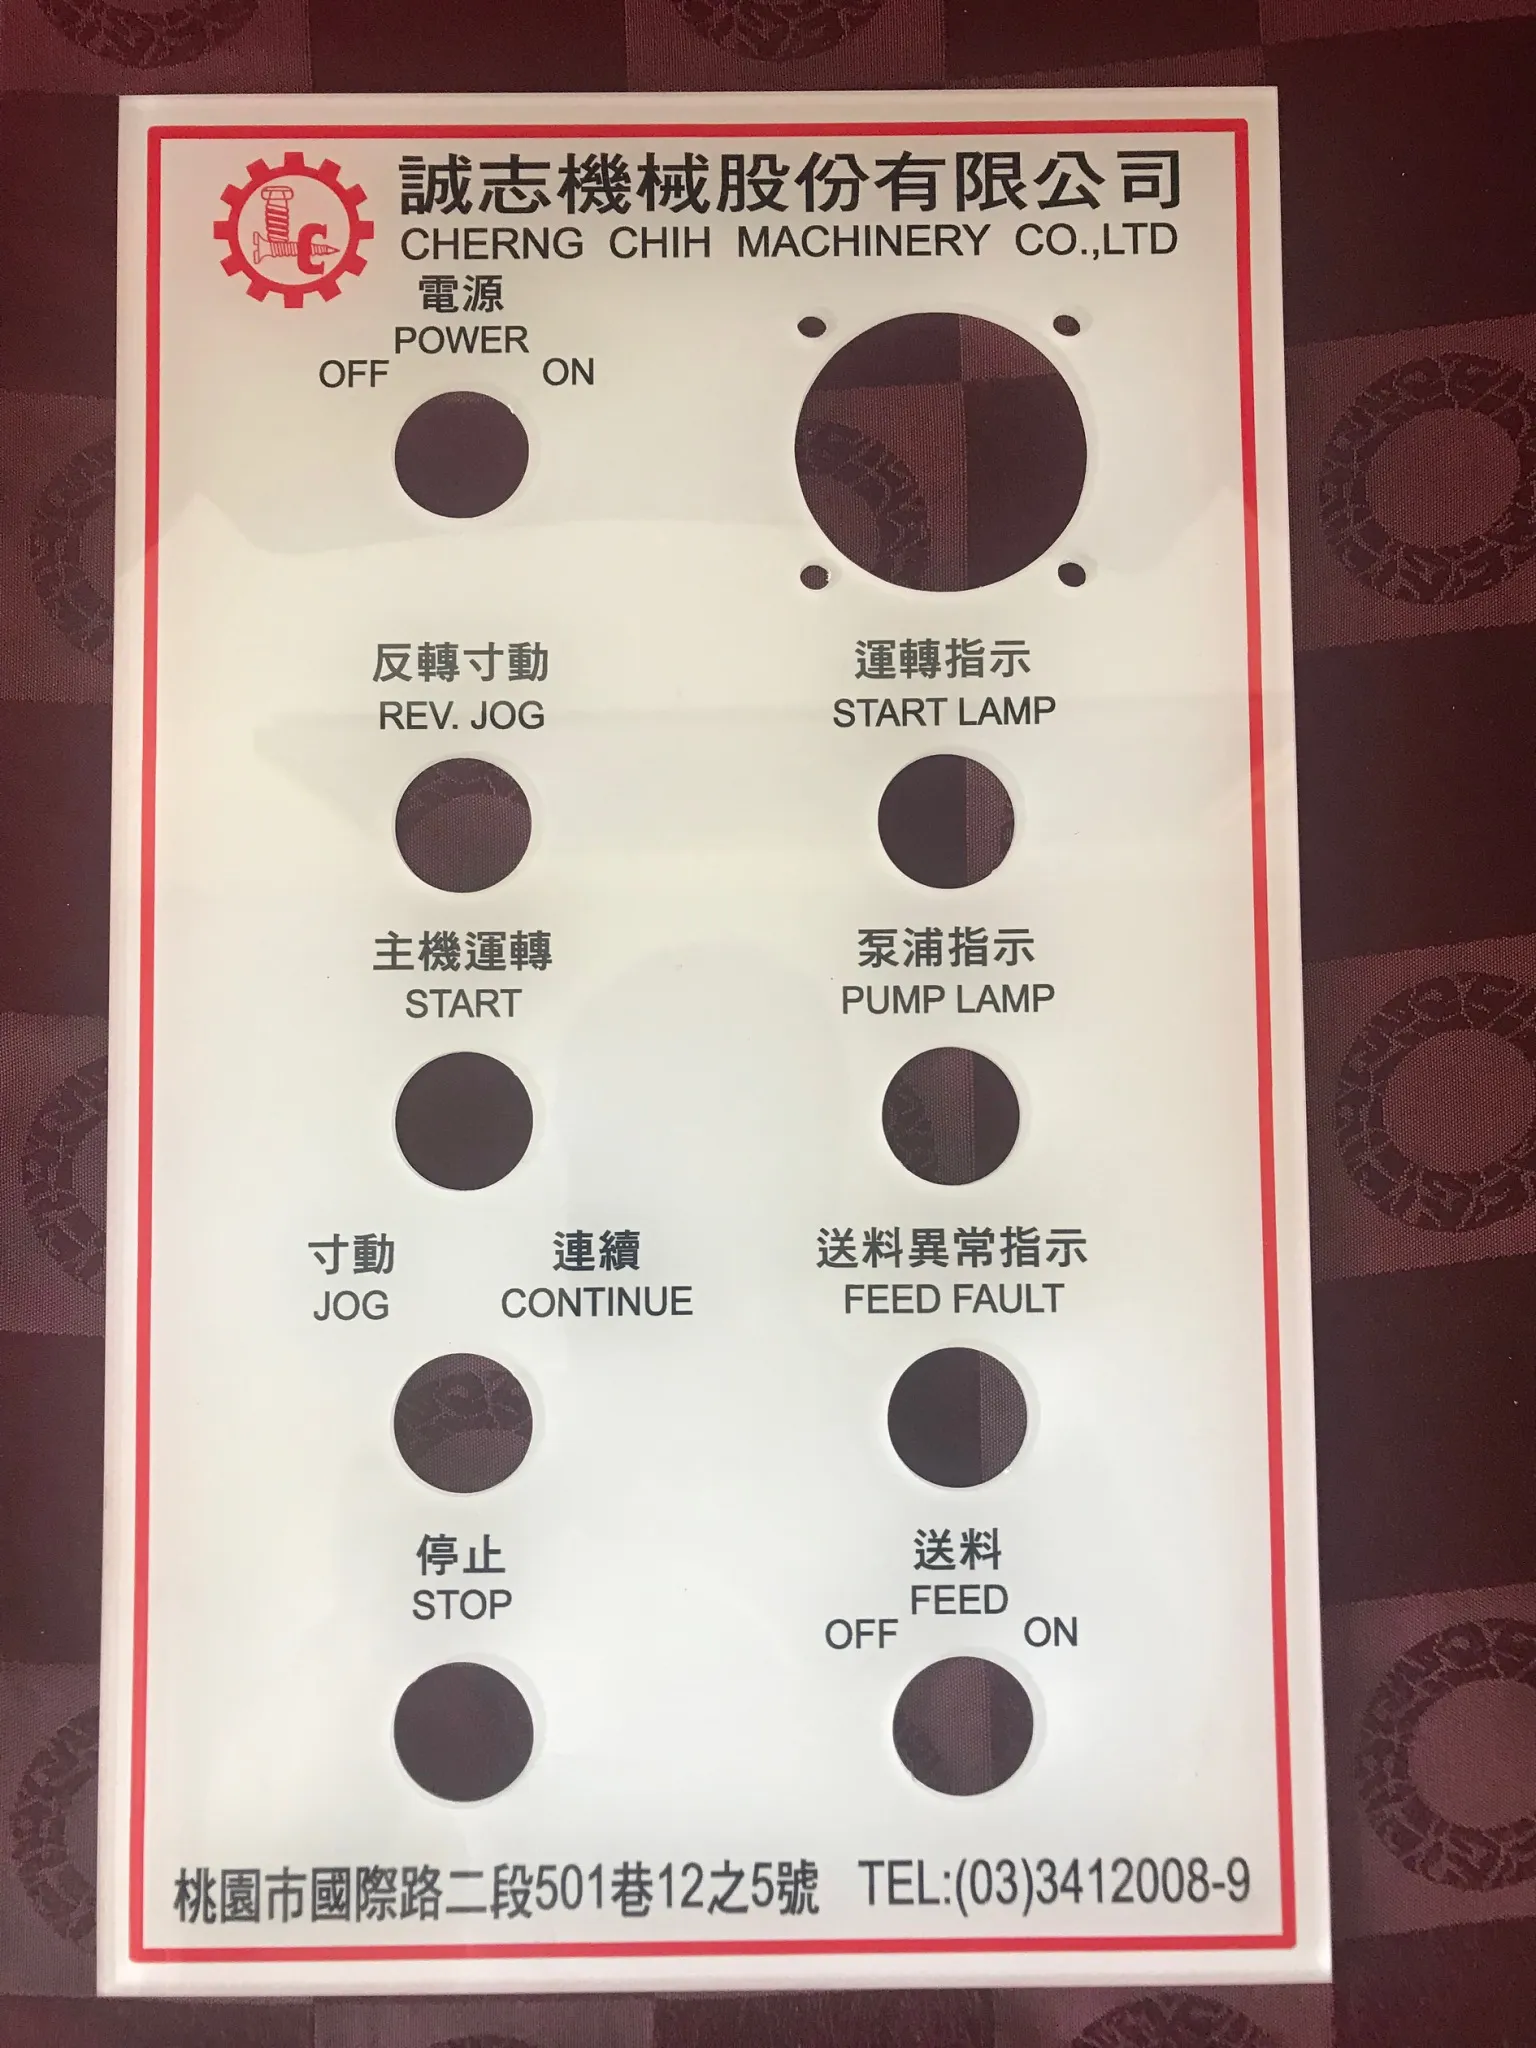 誠志機械股份有限公司
CHERNG CHIH MACHINERY CO.,LTD
C
電源
POWER
OFF ON
反轉寸動
REV. JOG
運轉指示
START LAMP
主機運轉
START
泵浦指示
PUMP LAMP
寸動 連續
JOG CONTINUE
送料異常指示
FEED FAULT
停止
STOP
送料
FEED
OFF ON
桃園市國際路二段501巷12之5號 TEL:(03)3412008-9